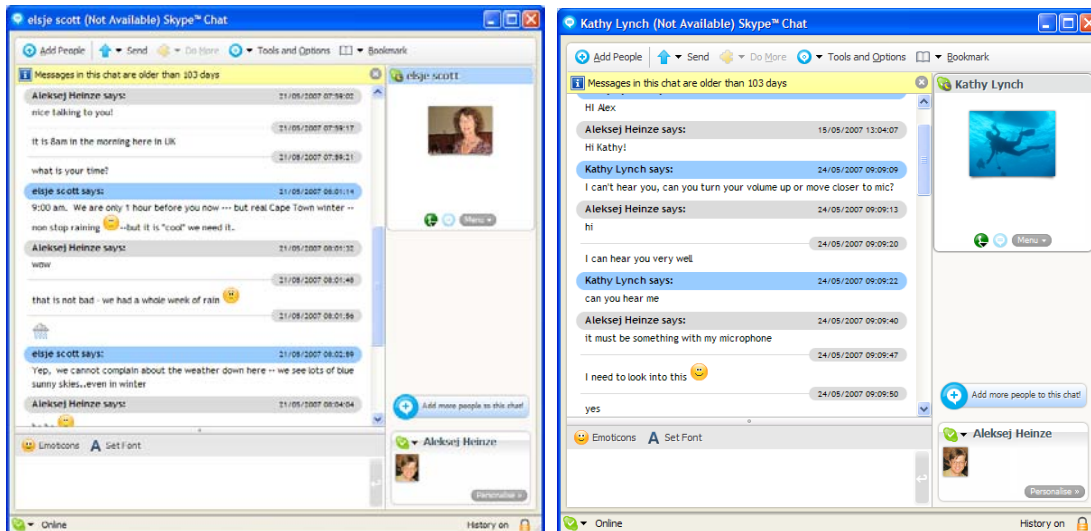 elsje scott (Not Available) Skype™ Chat
Add People Send Do More Tools and Options Bookmark
Messages in this chat are older than 103 days
Aleksej Heinze says: 21/05/2007 07:59:02
nice talking to you!
21/05/2007 07:59:17
it is 8am in the morning here in UK
21/05/2007 07:59:21
what is your time?
elsje scott says: 21/05/2007 08:01:14
9:00 am. We are only 1 hour before you now --- but real Cape Town winter --
non stop raining --but it is "cool" we need it.
Aleksej Heinze says: 21/05/2007 08:01:32
wow
21/05/2007 08:01:48
that is not bad - we had a whole week of rain
21/05/2007 08:01:56
elsje scott says: 21/05/2007 08:02:59
Yep, we cannot complain about the weather down here -- we see lots of blue
sunny skies..even in winter
Aleksej Heinze says: 21/05/2007 08:04:04
he he
Emoticons A Set Font
Online
elsje scott
Menu
Add more people to this chat!
Aleksej Heinze
Personalise »
History on
Kathy Lynch (Not Available) Skype™ Chat
Add People Send Do More Tools and Options Bookmark
Messages in this chat are older than 103 days
HI Alex
Aleksej Heinze says: 15/05/2007 13:04:07
Hi Kathy!
Kathy Lynch says: 24/05/2007 09:09:09
I can't hear you, can you turn your volume up or move closer to mic?
Aleksej Heinze says: 24/05/2007 09:09:13
hi
24/05/2007 09:09:20
I can hear you very well
Kathy Lynch says: 24/05/2007 09:09:22
can you hear me
Aleksej Heinze says: 24/05/2007 09:09:40
it must be something with my microphone
24/05/2007 09:09:47
I need to look into this
24/05/2007 09:09:50
yes
Emoticons A Set Font
Online
Kathy Lynch
Menu
Add more people to this chat!
Aleksej Heinze
Personalise »
History on